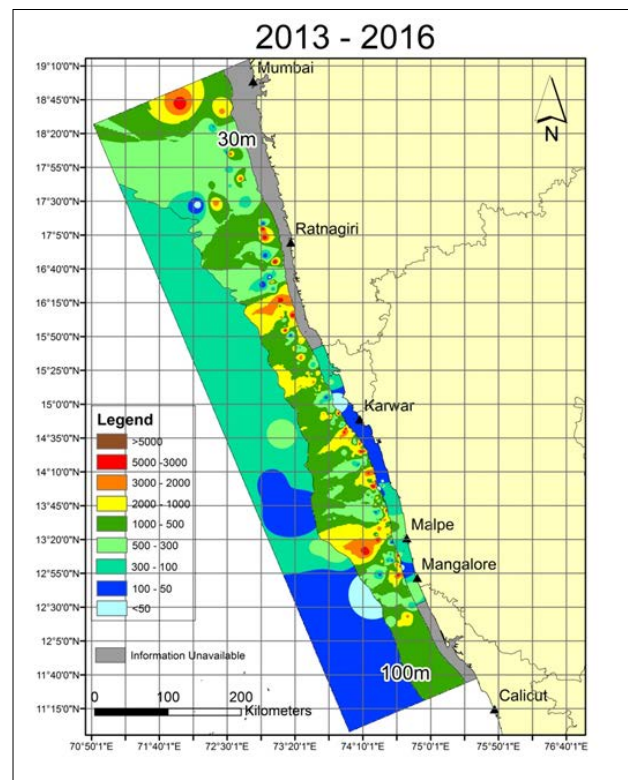 2013 - 2016
19°10'0"N
Mumbai
18°45'0"N
18°20'0"N
30m
N
17°55'0"N
17°30'0"N
17°5'0"N
Ratnagiri
16°40'0"N
16°15'0"N
15°50'0"N
15°25'0"N
15°0'0"N
Karwar
14°35'0"N
14°10'0"N
13°45'0"N
13°20'0"N
Malpe
12°55'0"N
Mangalore
12°30'0"N
12°5'0"N
11°40'0"N
100m
11°15'0"N
Calicut
Legend
>5000
5000 -3000
3000 - 2000
2000 - 1000
1000 - 500
500 - 300
300 - 100
100 - 50
<50
Information Unavailable
0 100 200
Kilometers
70°50'1"E 71°40'1"E 72°30'1"E 73°20'1"E 74°10'1"E 75°0'1"E 75°50'1"E 76°40'1"E